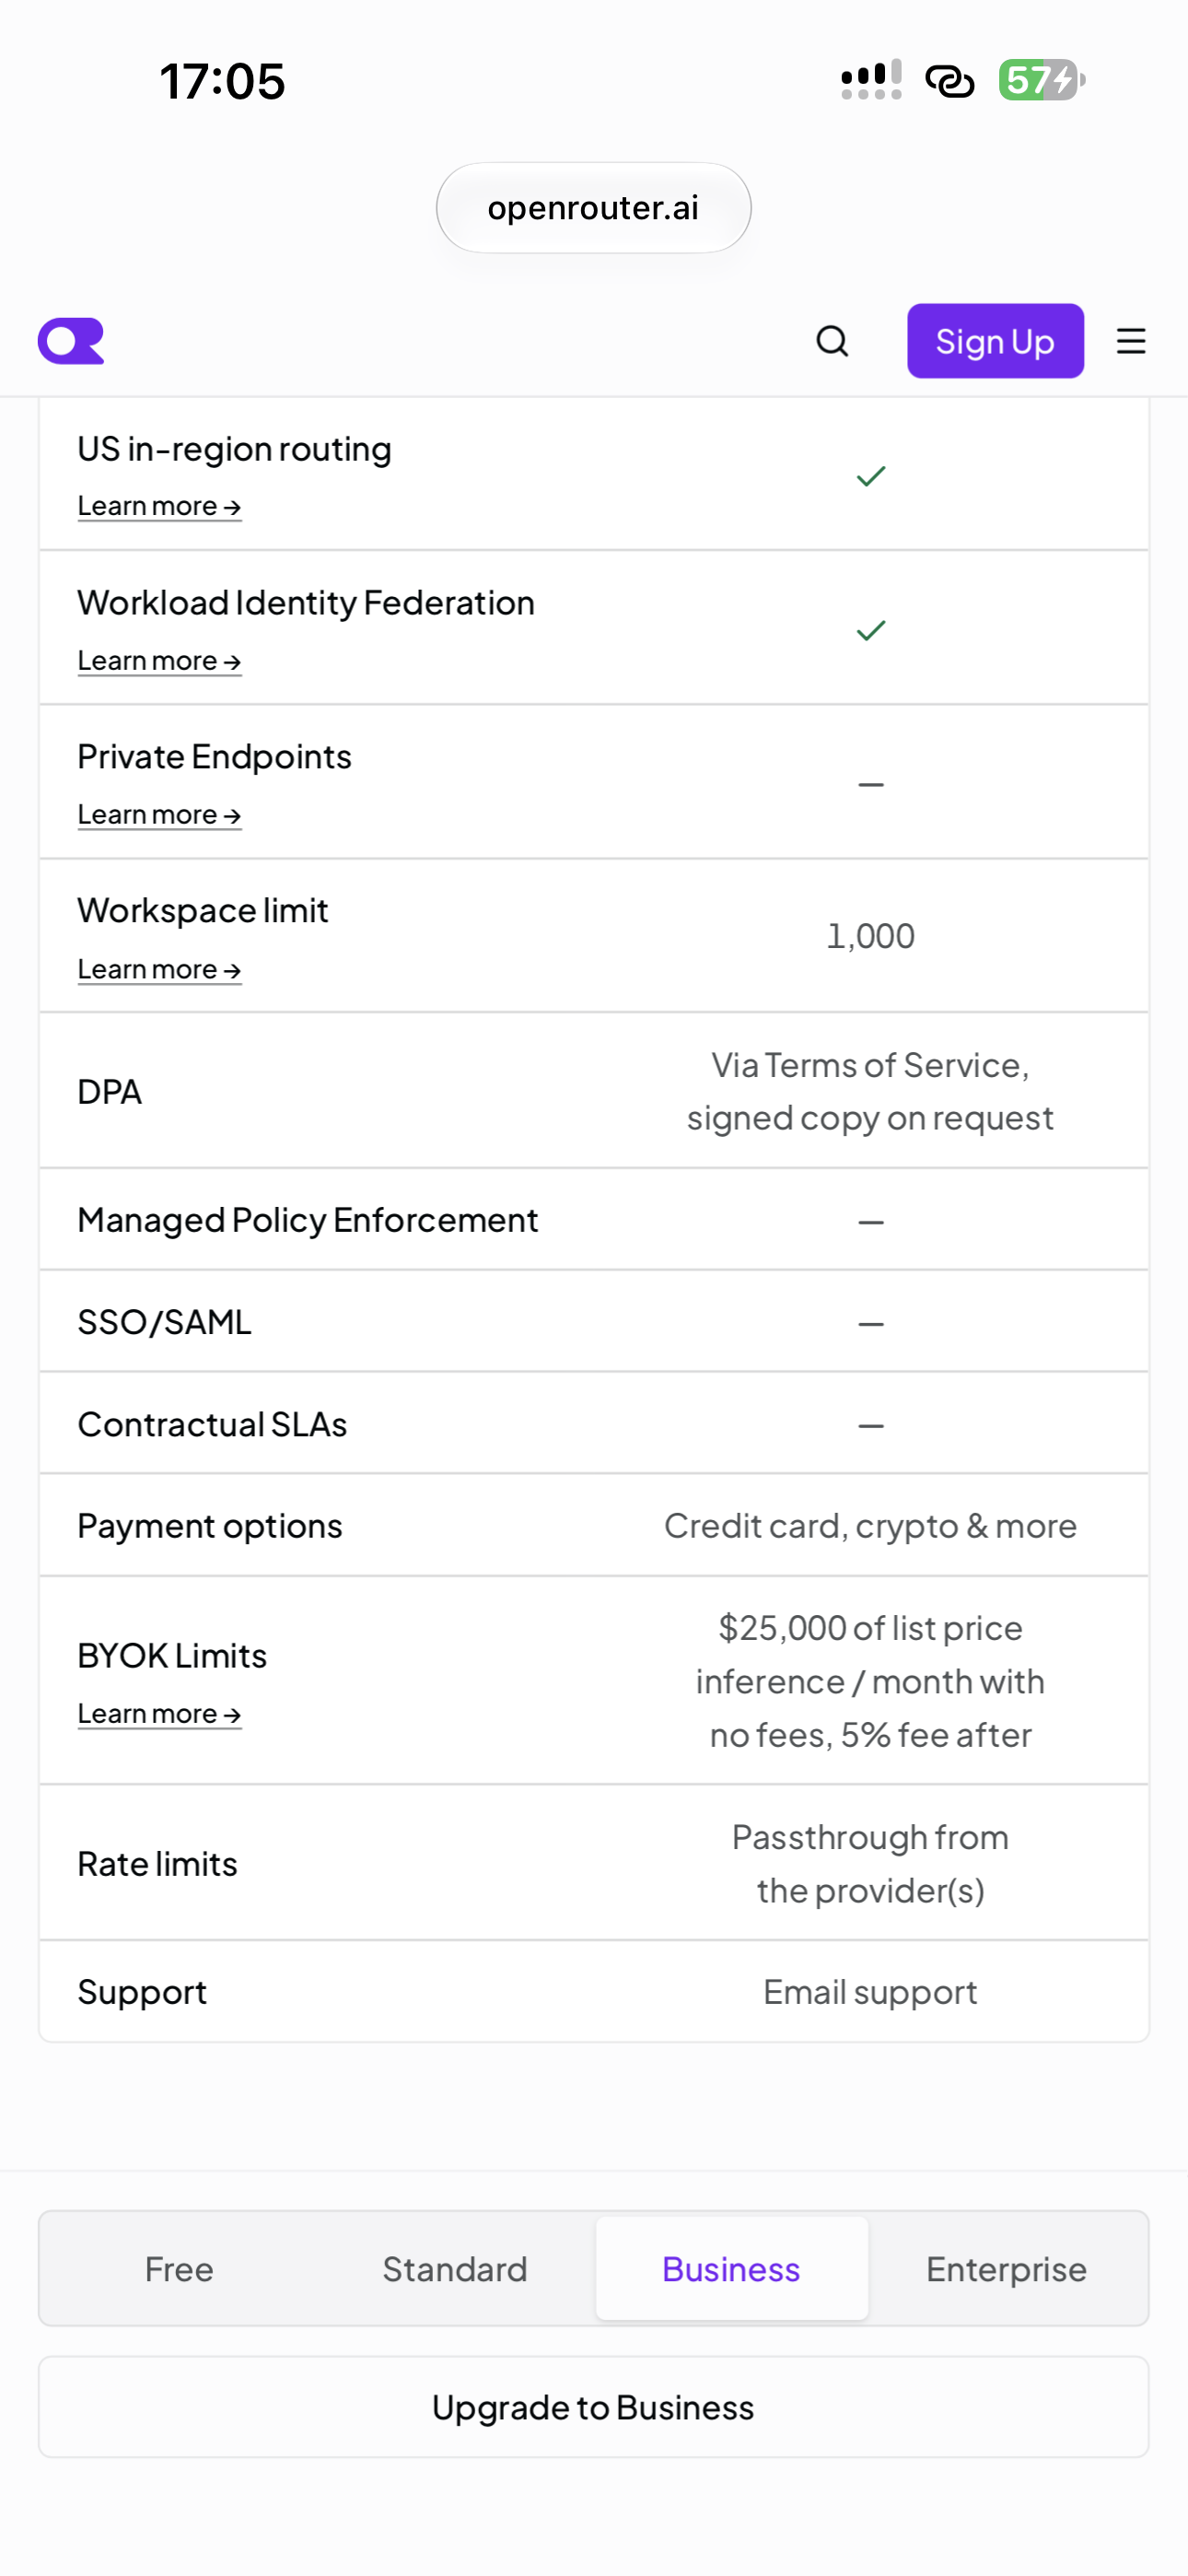 17:05
57
openrouter.ai
Sign Up
US in-region routing
Learn more →
Workload Identity Federation
Learn more →
Private Endpoints
—
Learn more →
Workspace limit
1,000
Learn more →
DPA
Via Terms of Service,
signed copy on request
Managed Policy Enforcement
—
SSO/SAML
—
Contractual SLAs
—
Payment options
Credit card, crypto & more
BYOK Limits
Learn more →
$25,000 of list price
inference / month with
no fees, 5% fee after
Rate limits
Passthrough from
the provider(s)
Support
Email support
Free
Standard
Business
Enterprise
Upgrade to Business